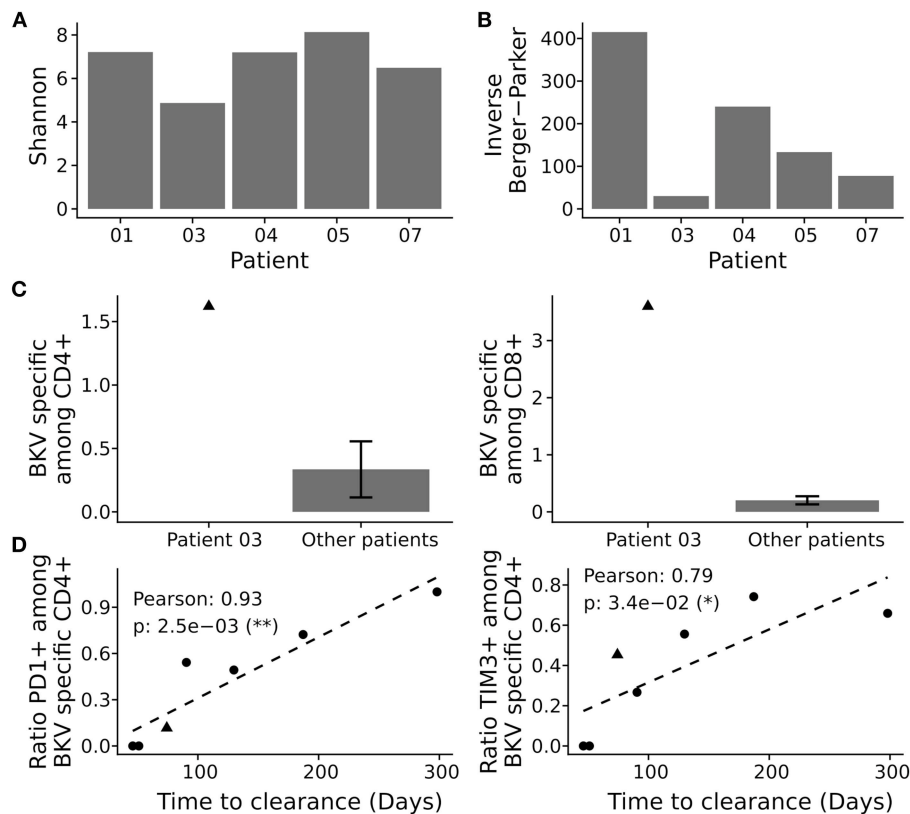 A
Shannon
8
6
4
2
0
01 03 04 05 07
Patient
B
Inverse
Berger−Parker
400
300
200
100
0
01 03 04 05 07
Patient
C
BKV specific
among CD4+
1.5
1.0
0.5
0.0
Patient 03 Other patients
BKV specific
among CD8+
3
2
1
0
Patient 03 Other patients
D
Ratio PD1+ among
BKV specific CD4+
0.9
0.6
0.3
0.0
Pearson: 0.93
p: 2.5e−03 (**)
100 200 300
Time to clearance (Days)
Ratio TIM3+ among
BKV specific CD4+
0.8
0.6
0.4
0.2
0.0
Pearson: 0.79
p: 3.4e−02 (*)
100 200 300
Time to clearance (Days)